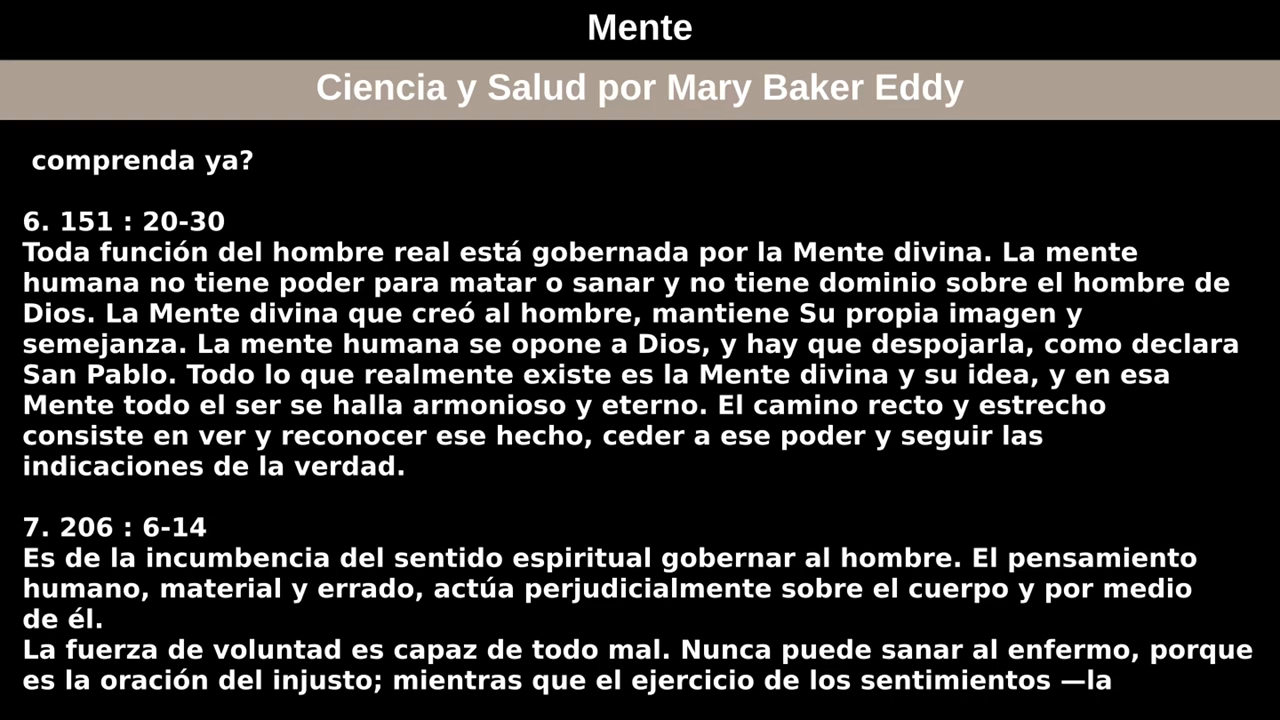 Mente
Ciencia y Salud por Mary Baker Eddy
comprenda ya?
6. 151 : 20-30
Toda función del hombre real está gobernada por la Mente divina. La mente
humana no tiene poder para matar o sanar y no tiene dominio sobre el hombre de
Dios. La Mente divina que creó al hombre, mantiene Su propia imagen y
semejanza. La mente humana se opone a Dios, y hay que despojarla, como declara
San Pablo. Todo lo que realmente existe es la Mente divina y su idea, y en esa
Mente todo el ser se halla armonioso y eterno. El camino recto y estrecho
consiste en ver y reconocer ese hecho, ceder a ese poder y seguir las
indicaciones de la verdad.
7. 206 : 6-14
Es de la incumbencia del sentido espiritual gobernar al hombre. El pensamiento
humano, material y errado, actúa perjudicialmente sobre el cuerpo y por medio
de él.
La fuerza de voluntad es capaz de todo mal. Nunca puede sanar al enfermo, porque
es la oración del injusto; mientras que el ejercicio de los sentimientos —la